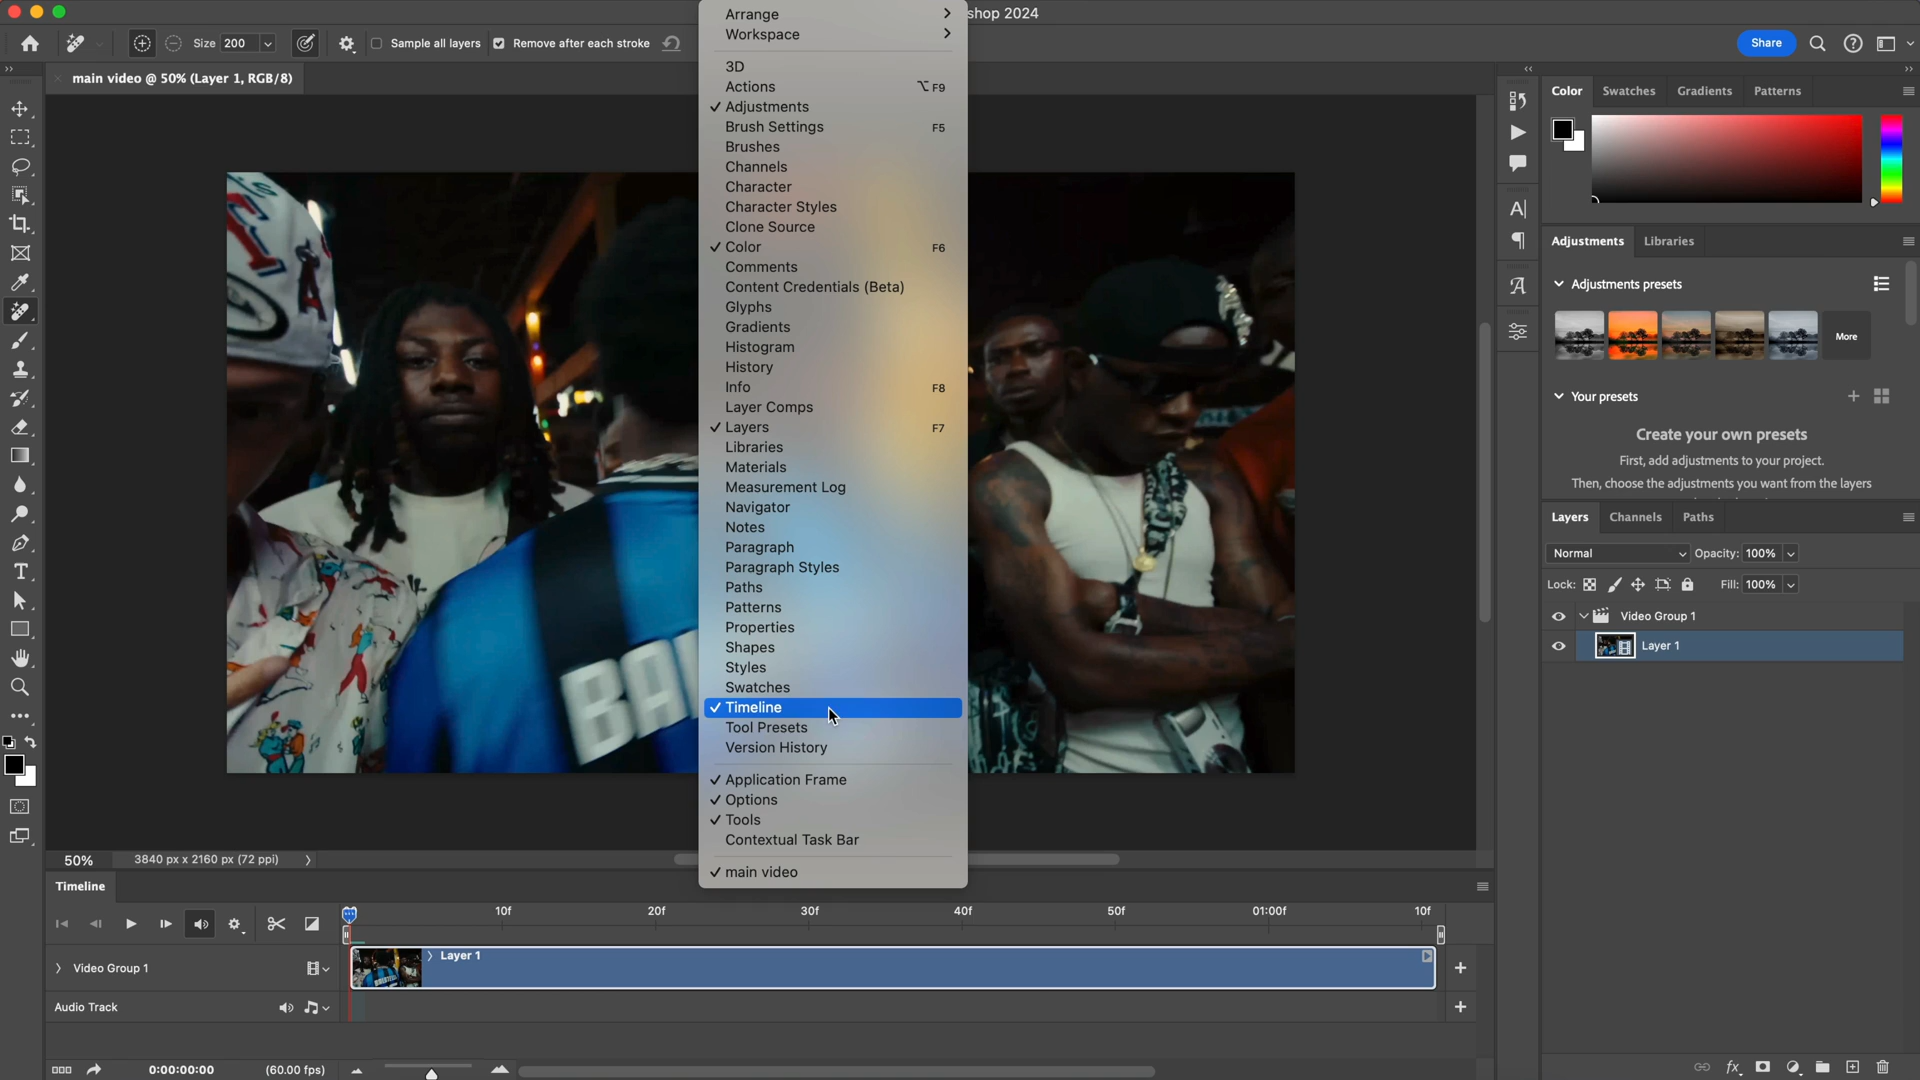 shop 2024
Arrange
Workspace
3D
Actions ⌥ F9
✓ Adjustments
Brush Settings F5
Brushes
Channels
Character
Character Styles
Clone Source
✓ Color F6
Comments
Content Credentials (Beta)
Glyphs
Gradients
Histogram
History
Info F8
Layer Comps
✓ Layers F7
Libraries
Materials
Measurement Log
Navigator
Notes
Paragraph
Paragraph Styles
Paths
Patterns
Properties
Shapes
Styles
Swatches
✓ Timeline
Tool Presets
Version History
✓ Application Frame
✓ Options
✓ Tools
Contextual Task Bar
✓ main video
Size 200
Sample all layers
Remove after each stroke
Share
main video @ 50% (Layer 1, RGB/8)
Color Swatches Gradients Patterns
Adjustments Libraries
Adjustments presets
More
Your presets
Create your own presets
First, add adjustments to your project.
Then, choose the adjustments you want from the layers
Layers Channels Paths
Normal Opacity: 100%
Lock: Fill: 100%
Video Group 1
Layer 1
50% 3840 px x 2160 px (72 ppi)
Timeline
10f 20f 30f 40f 50f 01:00f 10f
Video Group 1
Layer 1
Audio Track
0:00:00:00 (60.00 fps)